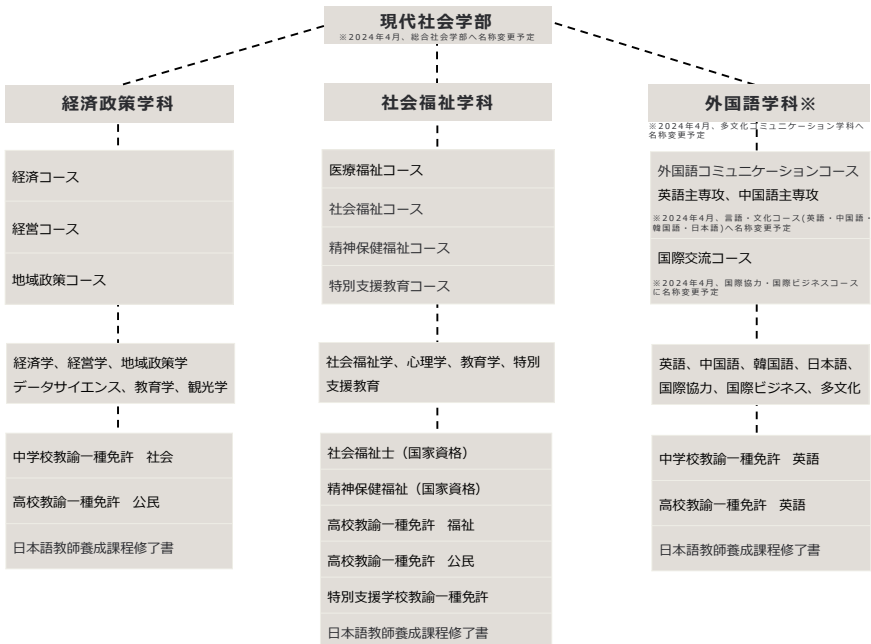 現代社会学部
※2024年4月、総合社会学部へ名称変更予定
経済政策学科
経済コース
経営コース
地域政策コース
経済学、経営学、地域政策学
データサイエンス、教育学、観光学
中学校教諭一種免許　社会
高校教諭一種免許　公民
日本語教師養成課程修了書
社会福祉学科
医療福祉コース
社会福祉コース
精神保健福祉コース
特別支援教育コース
社会福祉学、心理学、教育学、特別
支援教育
社会福祉士（国家資格）
精神保健福祉（国家資格）
高校教諭一種免許　福祉
高校教諭一種免許　公民
特別支援学校教諭一種免許
日本語教師養成課程修了書
外国語学科※
※2024年4月、多文化コミュニケーション学科へ
名称変更予定
外国語コミュニケーションコース
英語主専攻、中国語主専攻
※2024年4月、言語・文化コース(英語・中国語・
韓国語・日本語)へ名称変更予定
国際交流コース
※2024年4月、国際協力・国際ビジネスコース
に名称変更予定
英語、中国語、韓国語、日本語、
国際協力、国際ビジネス、多文化
中学校教諭一種免許　英語
高校教諭一種免許　英語
日本語教師養成課程修了書